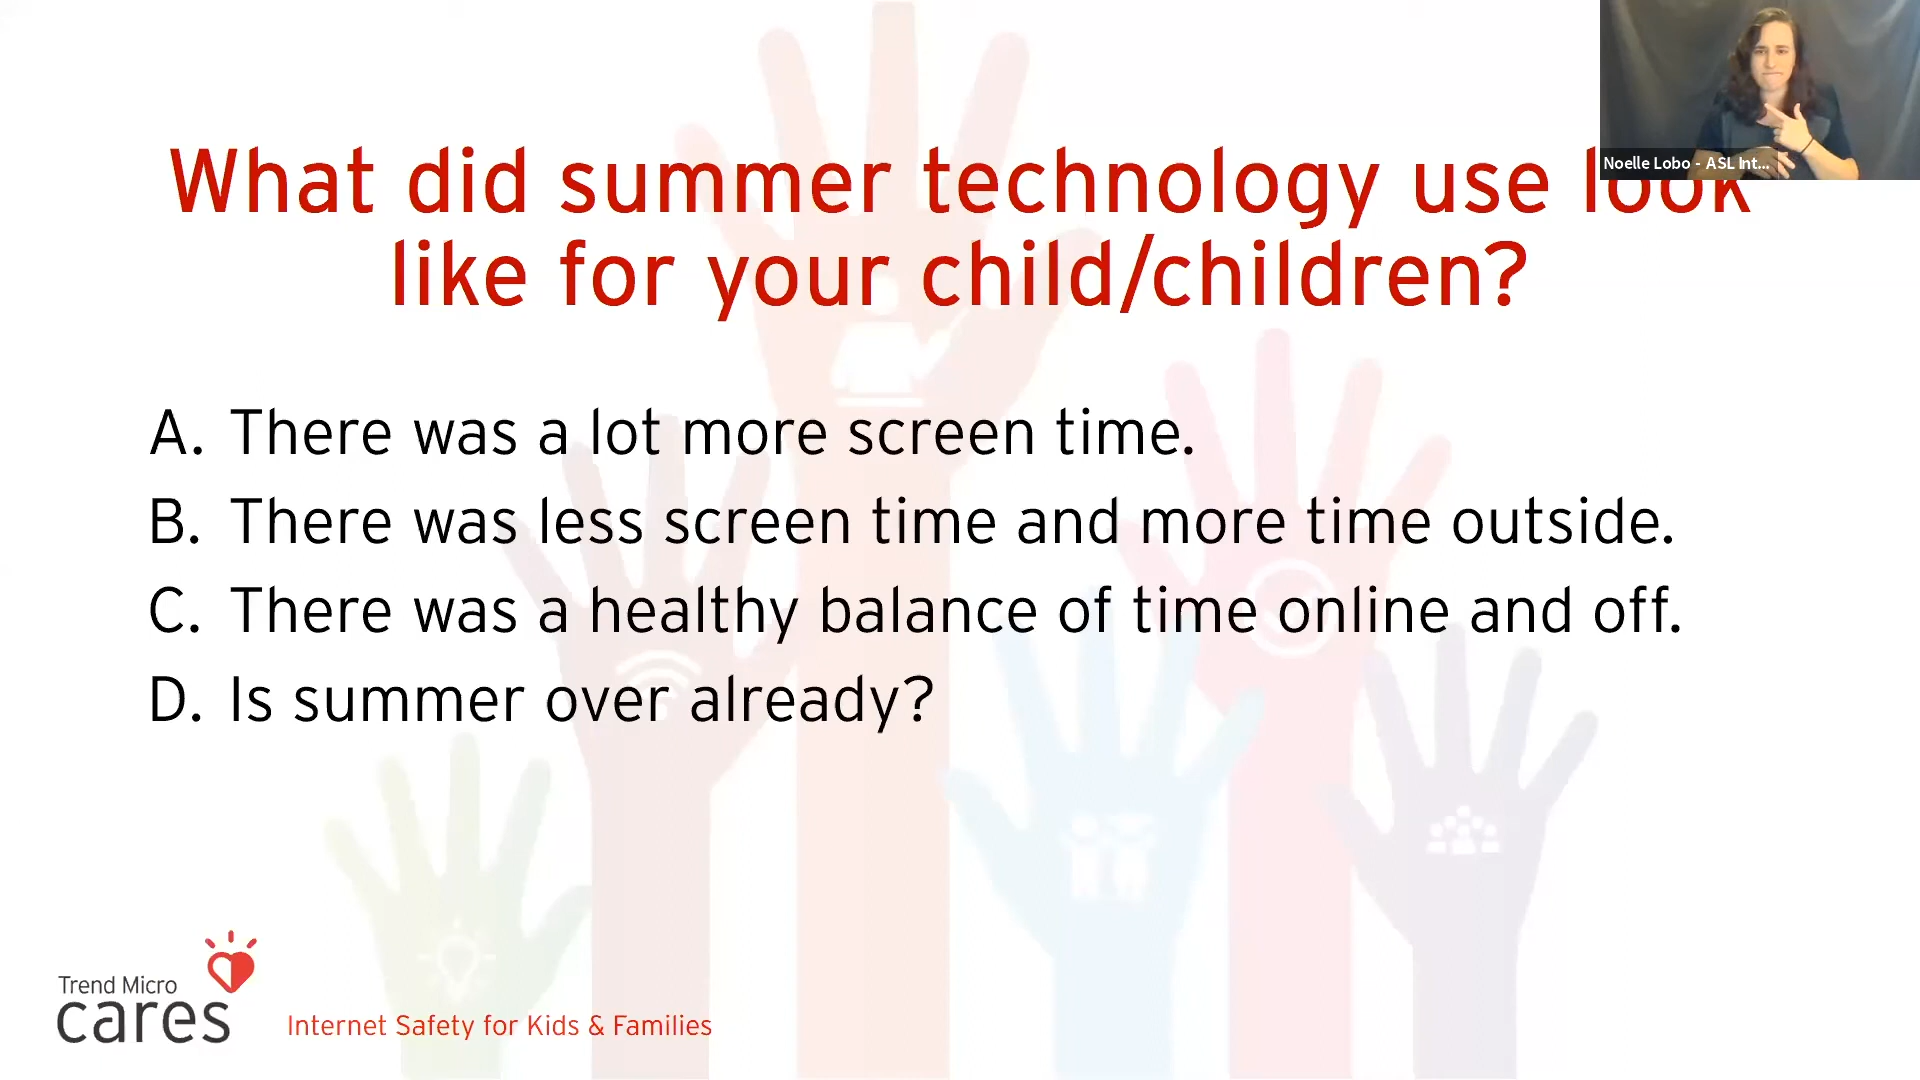 What did summer technology use look
like for your child/children?
Noelle Lobo - ASL Int...
A. There was a lot more screen time.
B. There was less screen time and more time outside.
C. There was a healthy balance of time online and off.
D. Is summer over already?
Trend Micro
cares
Internet Safety for Kids & Families